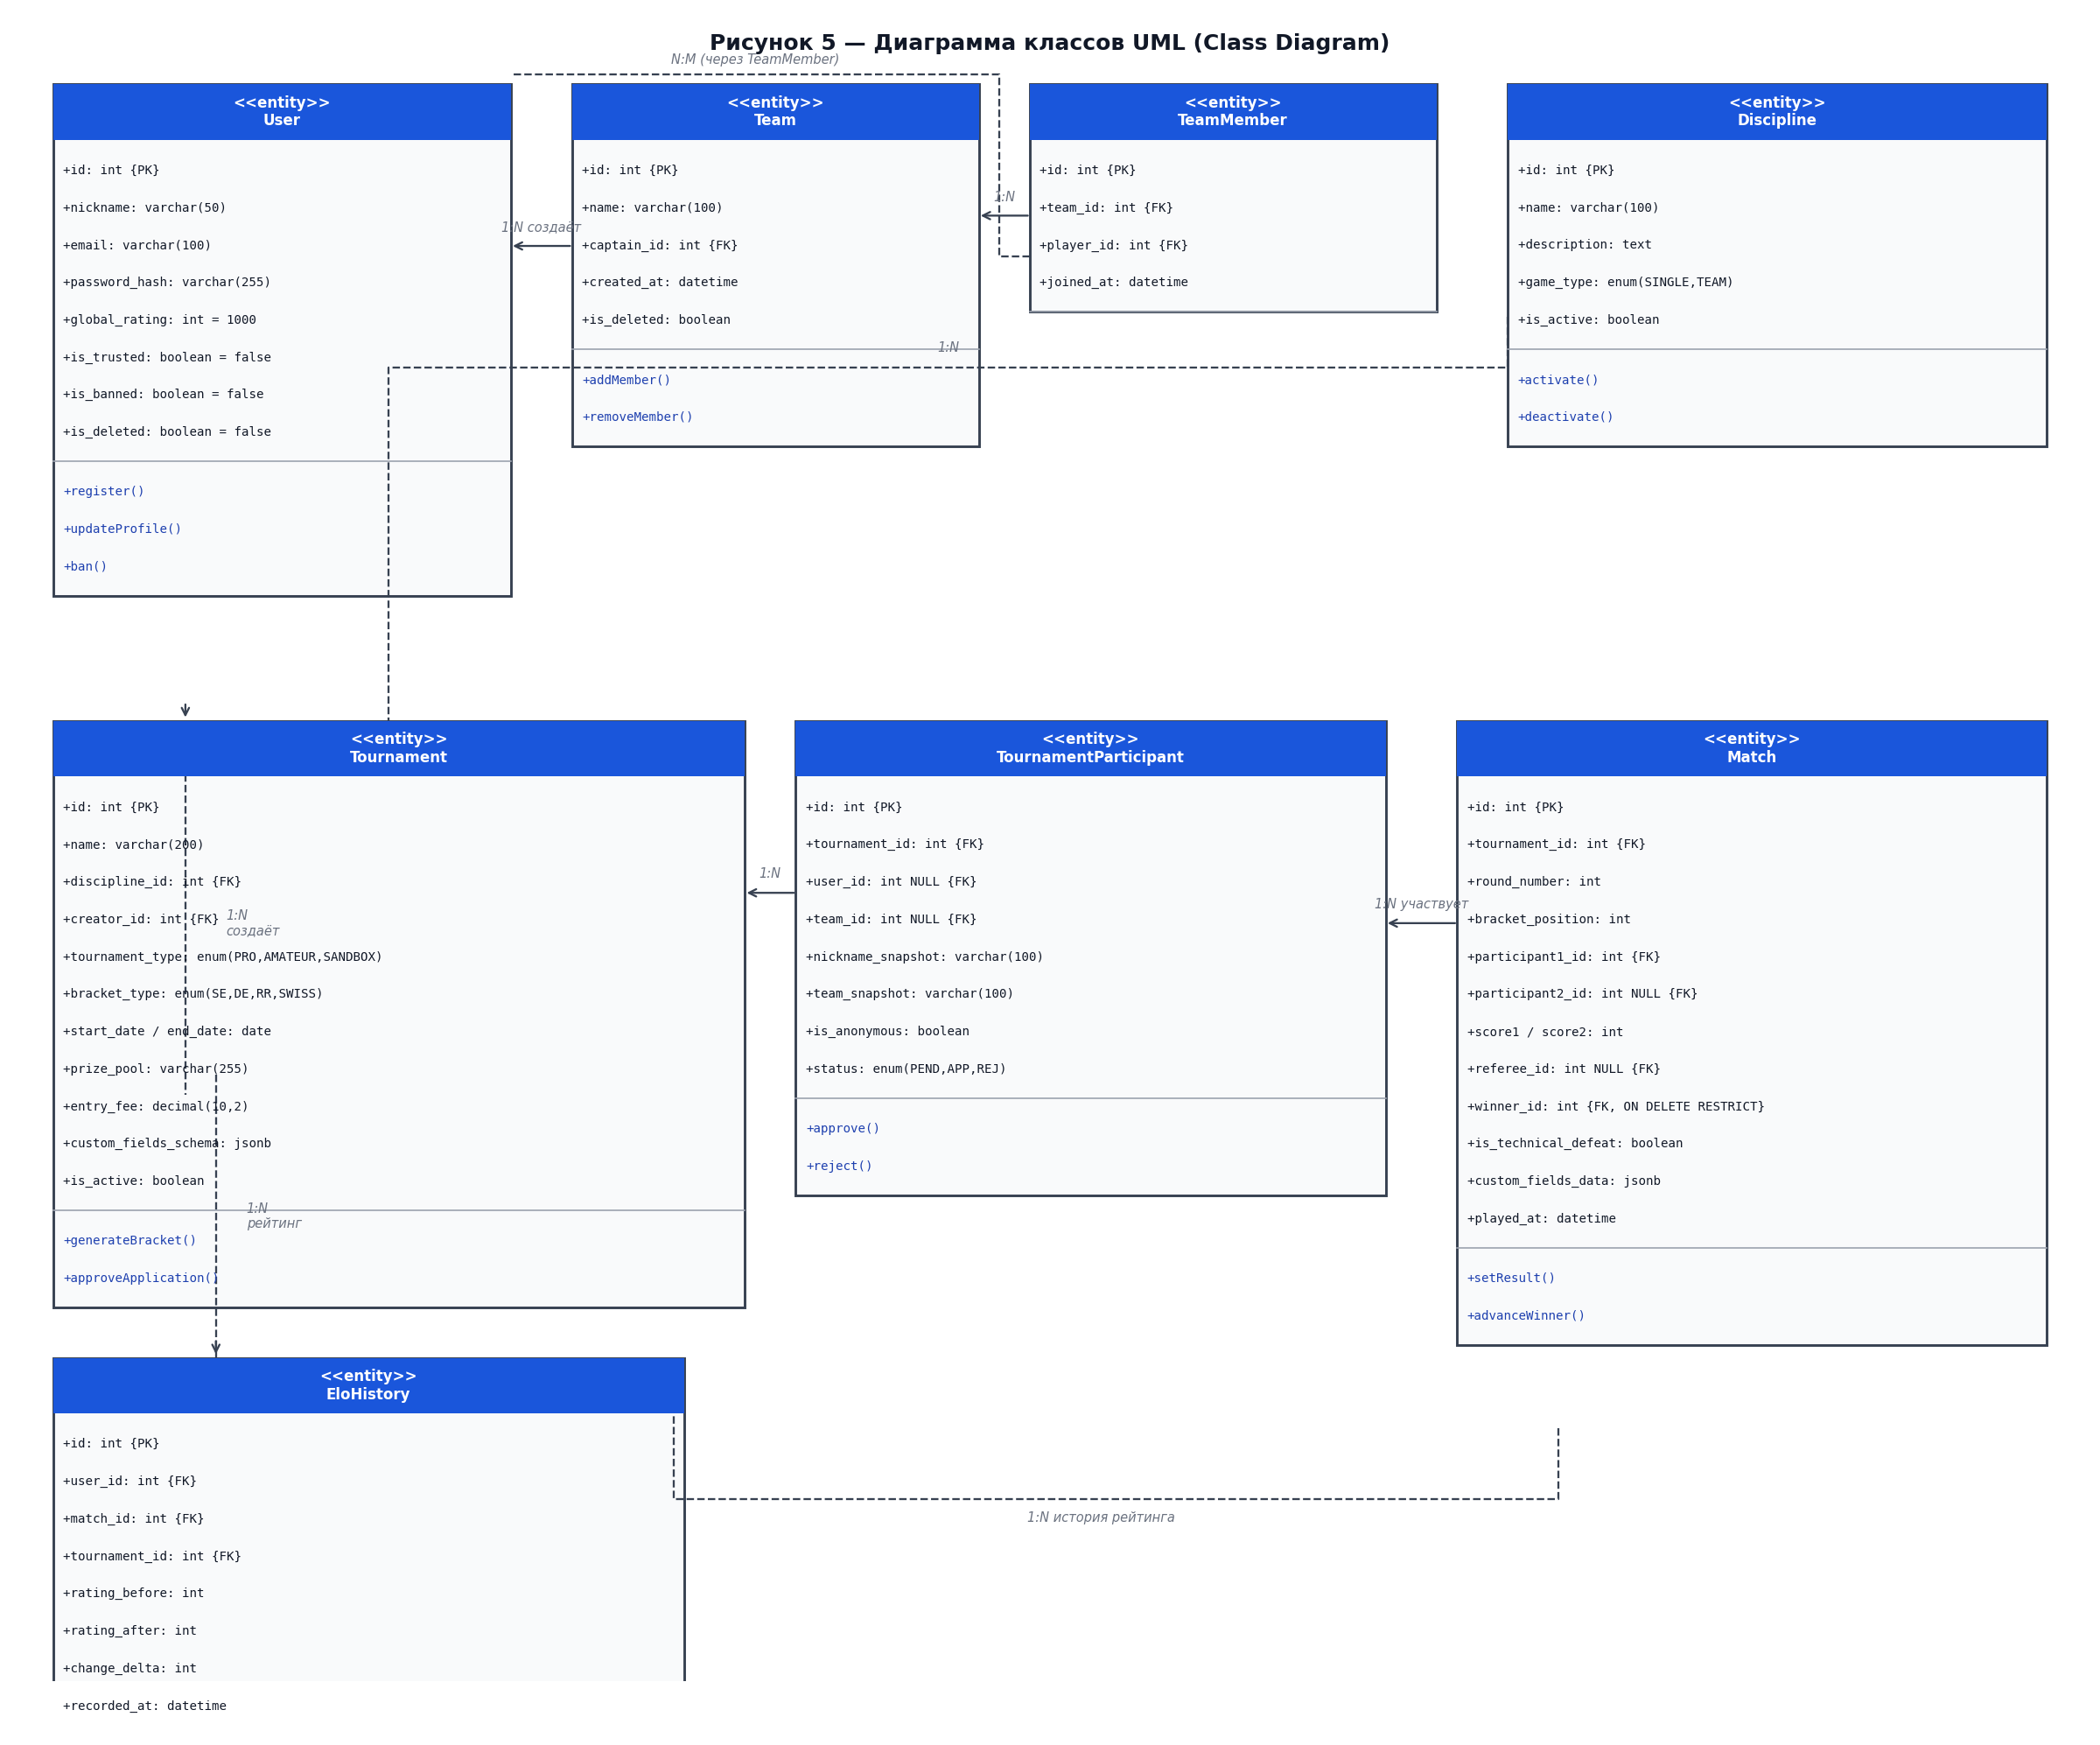 Рисунок 5 — Диаграмма классов UML (Class Diagram)
N:M (через TeamMember)
<<entity>>
User
+id: int {PK}
+nickname: varchar(50)
+email: varchar(100)
+password_hash: varchar(255)
+global_rating: int = 1000
+is_trusted: boolean = false
+is_banned: boolean = false
+is_deleted: boolean = false
+register()
+updateProfile()
+ban()
1:N создаёт
<<entity>>
Team
+id: int {PK}
+name: varchar(100)
+captain_id: int {FK}
+created_at: datetime
+is_deleted: boolean
+addMember()
+removeMember()
1:N
1:N
<<entity>>
TeamMember
+id: int {PK}
+team_id: int {FK}
+player_id: int {FK}
+joined_at: datetime
<<entity>>
Discipline
+id: int {PK}
+name: varchar(100)
+description: text
+game_type: enum(SINGLE,TEAM)
+is_active: boolean
+activate()
+deactivate()
<<entity>>
Tournament
+id: int {PK}
+name: varchar(200)
+discipline_id: int {FK}
+creator_id: int {FK}
+tournament_type: enum(PRO,AMATEUR,SANDBOX)
+bracket_type: enum(SE,DE,RR,SWISS)
+start_date / end_date: date
+prize_pool: varchar(255)
+entry_fee: decimal(10,2)
+custom_fields_schema: jsonb
+is_active: boolean
+generateBracket()
+approveApplication()
1:N
создаёт
1:N
рейтинг
1:N
<<entity>>
TournamentParticipant
+id: int {PK}
+tournament_id: int {FK}
+user_id: int NULL {FK}
+team_id: int NULL {FK}
+nickname_snapshot: varchar(100)
+team_snapshot: varchar(100)
+is_anonymous: boolean
+status: enum(PEND,APP,REJ)
+approve()
+reject()
1:N участвует
<<entity>>
Match
+id: int {PK}
+tournament_id: int {FK}
+round_number: int
+bracket_position: int
+participant1_id: int {FK}
+participant2_id: int NULL {FK}
+score1 / score2: int
+referee_id: int NULL {FK}
+winner_id: int {FK, ON DELETE RESTRICT}
+is_technical_defeat: boolean
+custom_fields_data: jsonb
+played_at: datetime
+setResult()
+advanceWinner()
<<entity>>
EloHistory
+id: int {PK}
+user_id: int {FK}
+match_id: int {FK}
+tournament_id: int {FK}
+rating_before: int
+rating_after: int
+change_delta: int
+recorded_at: datetime
1:N история рейтинга